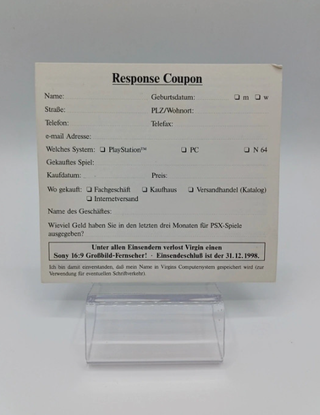 Response Coupon
Name: Geburtsdatum: ❑ m ❑ w
Straße: PLZ/Wohnort:
Telefon: Telefax:
e-mail Adresse:
Welches System: ❑ PlayStation™ ❑ PC ❑ N 64
Gekauftes Spiel:
Kaufdatum: Preis:
Wo gekauft: ❑ Fachgeschäft ❑ Kaufhaus ❑ Versandhandel (Katalog)
❑ Internetversand
Name des Geschäftes:
Wieviel Geld haben Sie in den letzten drei Monaten für PSX-Spiele
ausgegeben?
Unter allen Einsendern verlost Virgin einen
Sony 16:9 Großbild-Fernseher! · Einsendeschluß ist der 31.12.1998.
Ich bin damit einverstanden, daß mein Name in Virgins Computersystem gespeichert wird (zur
Verwendung für eventuellen Schriftverkehr).